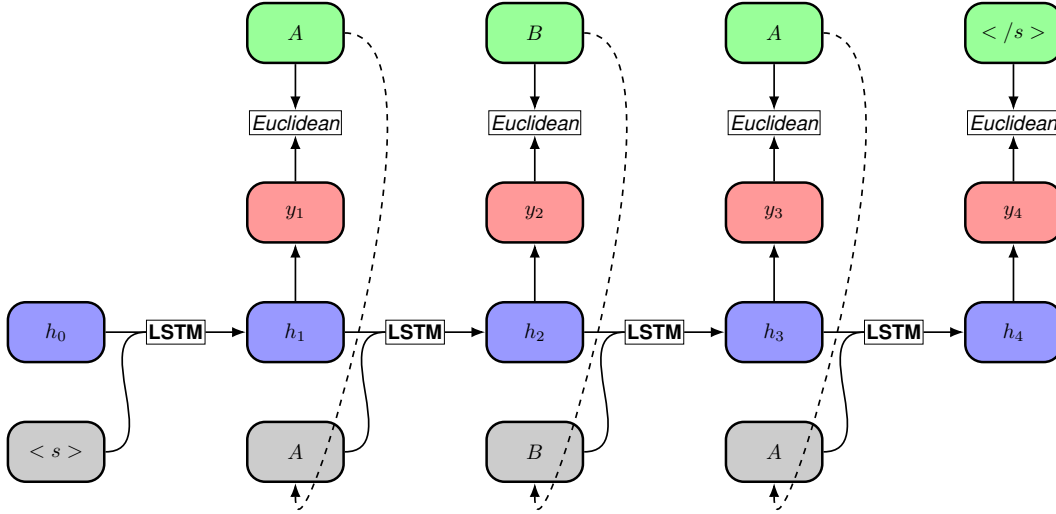 A B A < /s >
Euclidean Euclidean Euclidean Euclidean
y1 y2 y3 y4
h0 LSTM h1 LSTM h2 LSTM h3 LSTM h4
< s > A B A